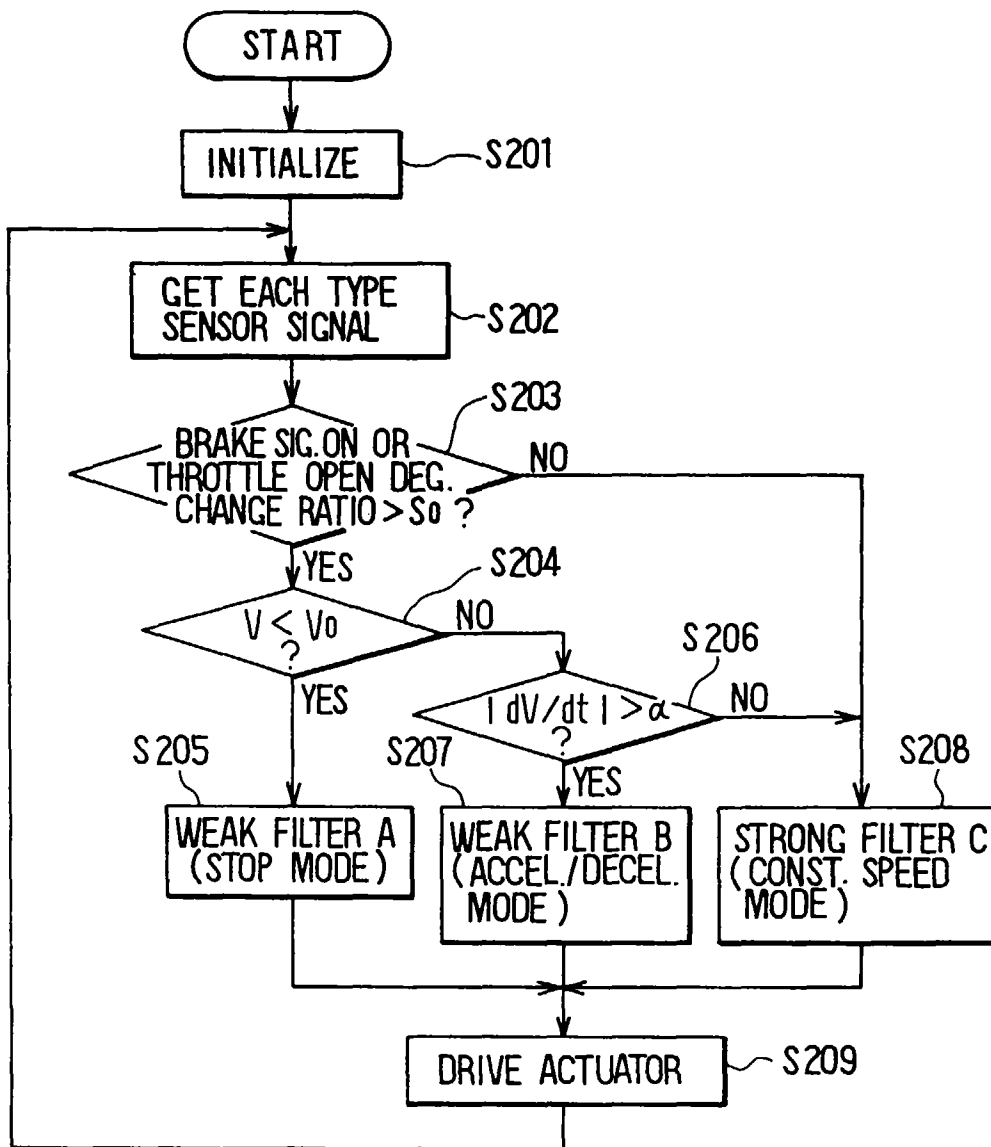 START
INITIALIZE
S201
GET EACH TYPE
SENSOR SIGNAL
S202
S203
BRAKE SIG. ON OR
THROTTLE OPEN DEG.
CHANGE RATIO > S0 ?
NO
YES
S204
V < V0
?
NO
YES
S206
| dV/dt | > α
?
NO
YES
S205
WEAK FILTER A
(STOP MODE)
S207
WEAK FILTER B
(ACCEL./DECEL.
MODE)
S208
STRONG FILTER C
(CONST. SPEED
MODE)
DRIVE ACTUATOR
S209